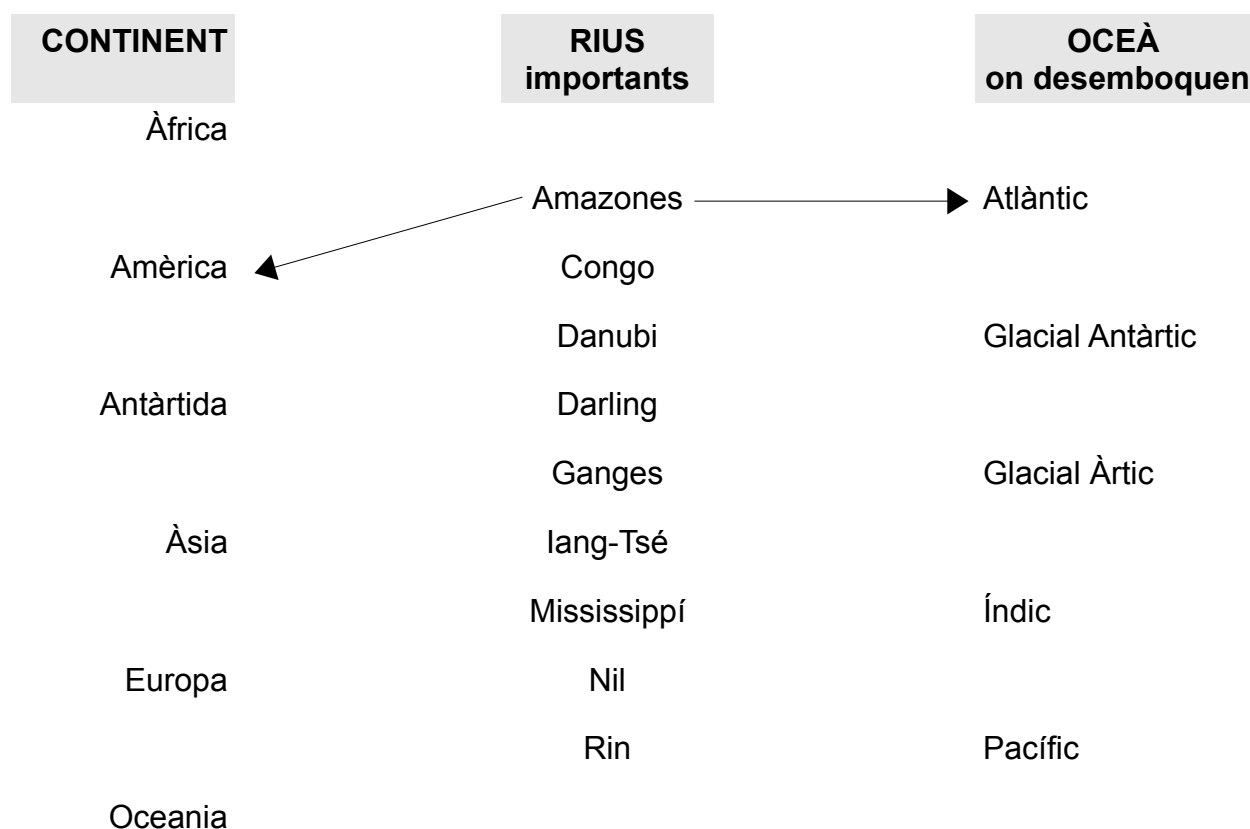 CONTINENT
RIUS
importants
OCEÀ
on desemboquen
Àfrica
Amazones
Atlàntic
Amèrica
Congo
Danubi
Glacial Antàrtic
Antàrtida
Darling
Ganges
Glacial Àrtic
Àsia
Iang-Tsé
Mississippí
Índic
Europa
Nil
Rin
Pacífic
Oceania